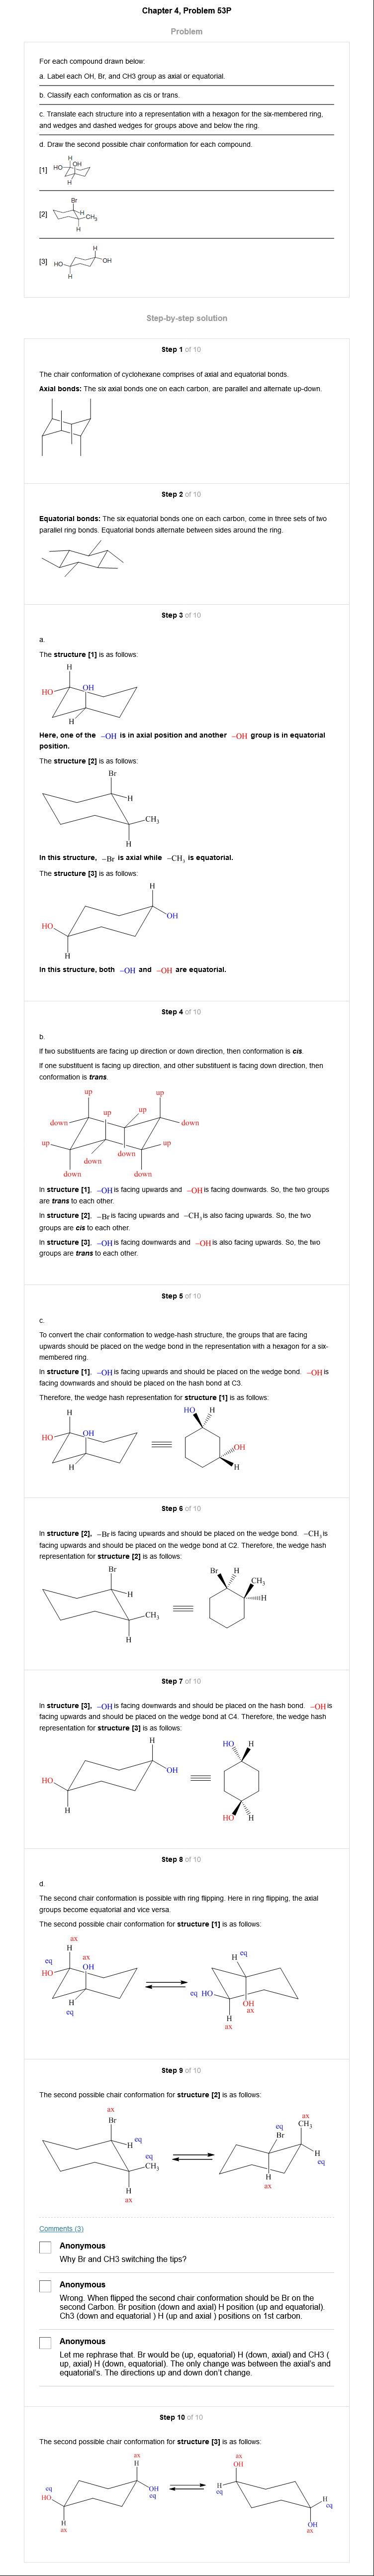 Chapter 4, Problem 53P
Problem
For each compound drawn below:
a. Label each OH, Br, and CH3 group as axial or equatorial.
b. Classify each conformation as cis or trans.
c. Translate each structure into a representation with a hexagon for the six-membered ring,
and wedges and dashed wedges for groups above and below the ring.
d. Draw the second possible chair conformation for each compound.
[1]
H
HO
OH
H
[2]
Br
H
CH3
H
[3]
H
HO
OH
H
Step-by-step solution
Step 1 of 10
The chair conformation of cyclohexane comprises of axial and equatorial bonds.
Axial bonds: The six axial bonds one on each carbon, are parallel and alternate up-down.
Step 2 of 10
Equatorial bonds: The six equatorial bonds one on each carbon, come in three sets of two
parallel ring bonds. Equatorial bonds alternate between sides around the ring.
Step 3 of 10
a.
The structure [1] is as follows:
H
HO
OH
H
Here, one of the –OH is in axial position and another –OH group is in equatorial
position.
The structure [2] is as follows:
Br
H
CH3
H
In this structure, –Br is axial while –CH3 is equatorial.
The structure [3] is as follows:
H
OH
HO
H
In this structure, both –OH and –OH are equatorial.
Step 4 of 10
b.
If two substituents are facing up direction or down direction, then conformation is cis.
If one substituent is facing up direction, and other substituent is facing down direction, then
conformation is trans.
up up
up up
down down
up up
down down
down down
In structure [1], –OH is facing upwards and –OH is facing downwards. So, the two groups
are trans to each other.
In structure [2], –Br is facing upwards and –CH3 is also facing upwards. So, the two
groups are cis to each other.
In structure [3], –OH is facing downwards and –OH is also facing upwards. So, the two
groups are trans to each other.
Step 5 of 10
c.
To convert the chair conformation to wedge-hash structure, the groups that are facing
upwards should be placed on the wedge bond in the representation with a hexagon for a six-
membered ring.
In structure [1], –OH is facing upwards and should be placed on the wedge bond. –OH is
facing downwards and should be placed on the hash bond at C3.
Therefore, the wedge hash representation for structure [1] is as follows:
H HO H
HO OH OH
H H
Step 6 of 10
In structure [2], –Br is facing upwards and should be placed on the wedge bond. –CH3 is
facing upwards and should be placed on the wedge bond at C2. Therefore, the wedge hash
representation for structure [2] is as follows:
Br Br H
H CH3
CH3 H
H
Step 7 of 10
In structure [3], –OH is facing downwards and should be placed on the hash bond. –OH is
facing upwards and should be placed on the wedge bond at C4. Therefore, the wedge hash
representation for structure [3] is as follows:
H HO H
OH
HO
H HO H
Step 8 of 10
d.
The second chair conformation is possible with ring flipping. Here in ring flipping, the axial
groups become equatorial and vice versa.
The second possible chair conformation for structure [1] is as follows:
ax
H
eq ax
HO OH
H
eq
H eq
eq HO
OH
ax
H
ax
Step 9 of 10
The second possible chair conformation for structure [2] is as follows:
ax
Br
H eq
eq
CH3
H
ax
ax
CH3
eq
Br
H
eq
H
ax
Comments (3)
Anonymous
Why Br and CH3 switching the tips?
Anonymous
Wrong. When flipped the second chair conformation should be Br on the
second Carbon. Br position (down and axial) H position (up and equatorial).
Ch3 (down and equatorial ) H (up and axial ) positions on 1st carbon.
Anonymous
Let me rephrase that. Br would be (up, equatorial) H (down, axial) and CH3 (
up, axial) H (down, equatorial). The only change was between the axial's and
equatorial's. The directions up and down don't change.
Step 10 of 10
The second possible chair conformation for structure [3] is as follows:
ax
H
eq
HO
OH
eq
H
ax
ax
OH
H
eq
H
eq
OH
ax